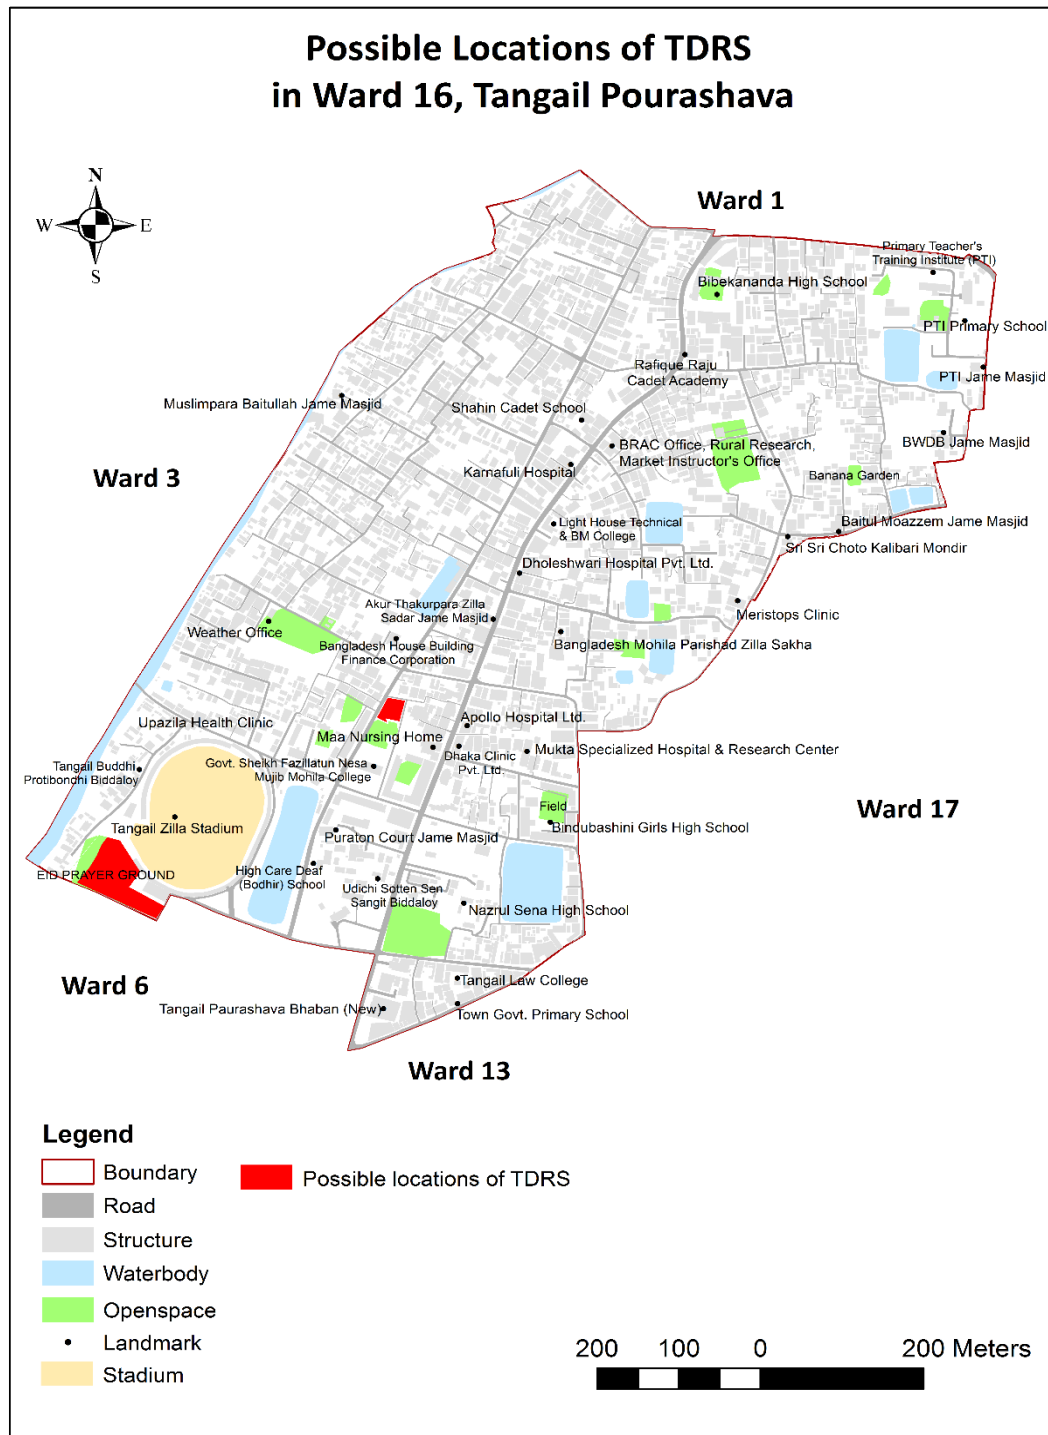 Possible Locations of TDRS
in Ward 16, Tangail Pourashava
N
W
E
S
Ward 1
Primary Teacher's
Training Institute (PTI)
Bibekananda High School
PTI Primary School
Rafique Raju
Cadet Academy
PTI Jame Masjid
Muslimpara Baitullah Jame Masjid
Shahin Cadet School
BRAC Office, Rural Research,
Market Instructor's Office
BWDB Jame Masjid
Ward 3
Karnafuli Hospital
Banana Garden
Light House Technical
& BM College
Baitul Moazzem Jame Masjid
Sri Sri Choto Kalibari Mondir
Dholeshwari Hospital Pvt. Ltd.
Akur Thakurpara Zilla
Sadar Jame Masjid
Meristops Clinic
Weather Office
Bangladesh House Building
Finance Corporation
Bangladesh Mohila Parishad Zilla Sakha
Upazila Health Clinic
Apollo Hospital Ltd.
Maa Nursing Home
Dhaka Clinic
Pvt. Ltd.
Mukta Specialized Hospital & Research Center
Tangail Buddhi
Protibondhi Biddaloy
Govt. Sheikh Fazillatun Nesa
Mujib Mohila College
Ward 17
Field
Tangail Zilla Stadium
Puraton Court Jame Masjid
Bindubashini Girls High School
EID PRAYER GROUND
High Care Deaf
(Bodhir) School
Udichi Sotten Sen
Sangit Biddaloy
Nazrul Sena High School
Ward 6
Tangail Law College
Tangail Paurashava Bhaban (New)
Town Govt. Primary School
Ward 13
Legend
Boundary
Possible locations of TDRS
Road
Structure
Waterbody
Openspace
Landmark
Stadium
200 100 0 200 Meters